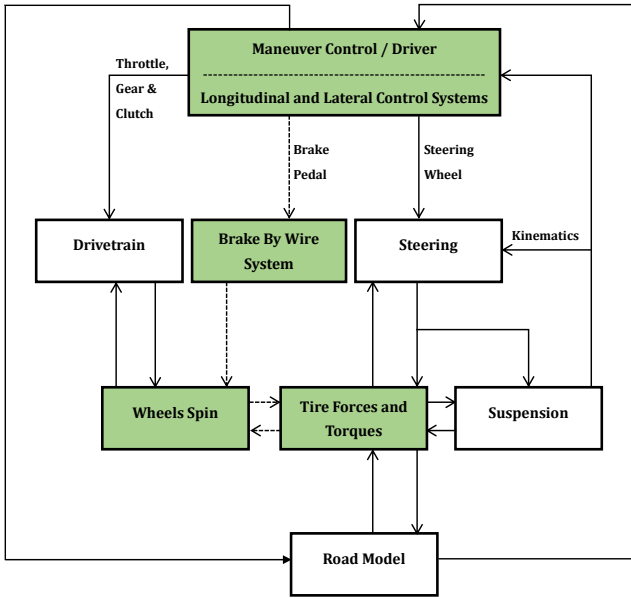 Maneuver Control / Driver
Longitudinal and Lateral Control Systems
Throttle,
Gear &
Clutch
Brake
Pedal
Steering
Wheel
Drivetrain
Brake By Wire
System
Steering
Kinematics
Wheels Spin
Tire Forces and
Torques
Suspension
Road Model